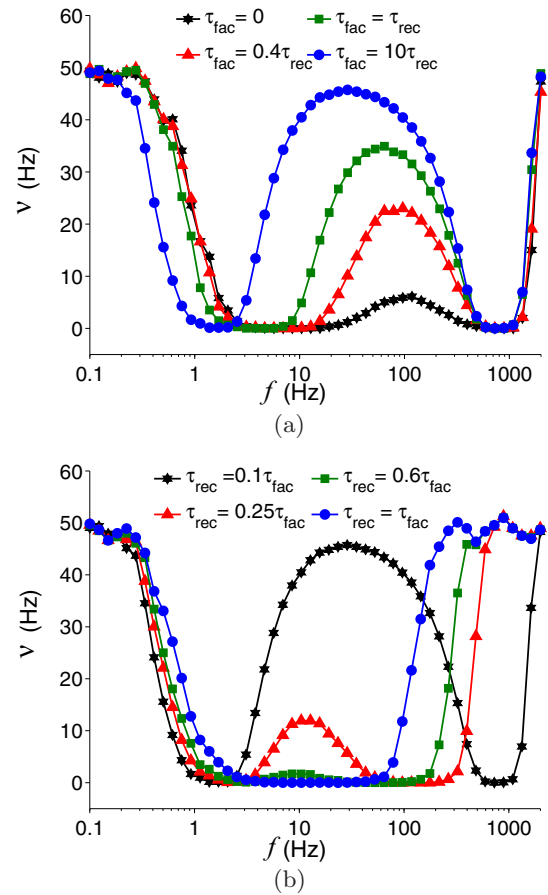 τfac = 0 τfac = τrec
τfac = 0.4τrec τfac = 10τrec
60
50
40
30
20
10
0
ν (Hz)
0.1 1 10 100 1000
f (Hz)
(a)
τrec =0.1τfac τrec = 0.6τfac
τrec = 0.25τfac τrec = τfac
60
50
40
30
20
10
0
ν (Hz)
0.1 1 10 100 1000
f (Hz)
(b)